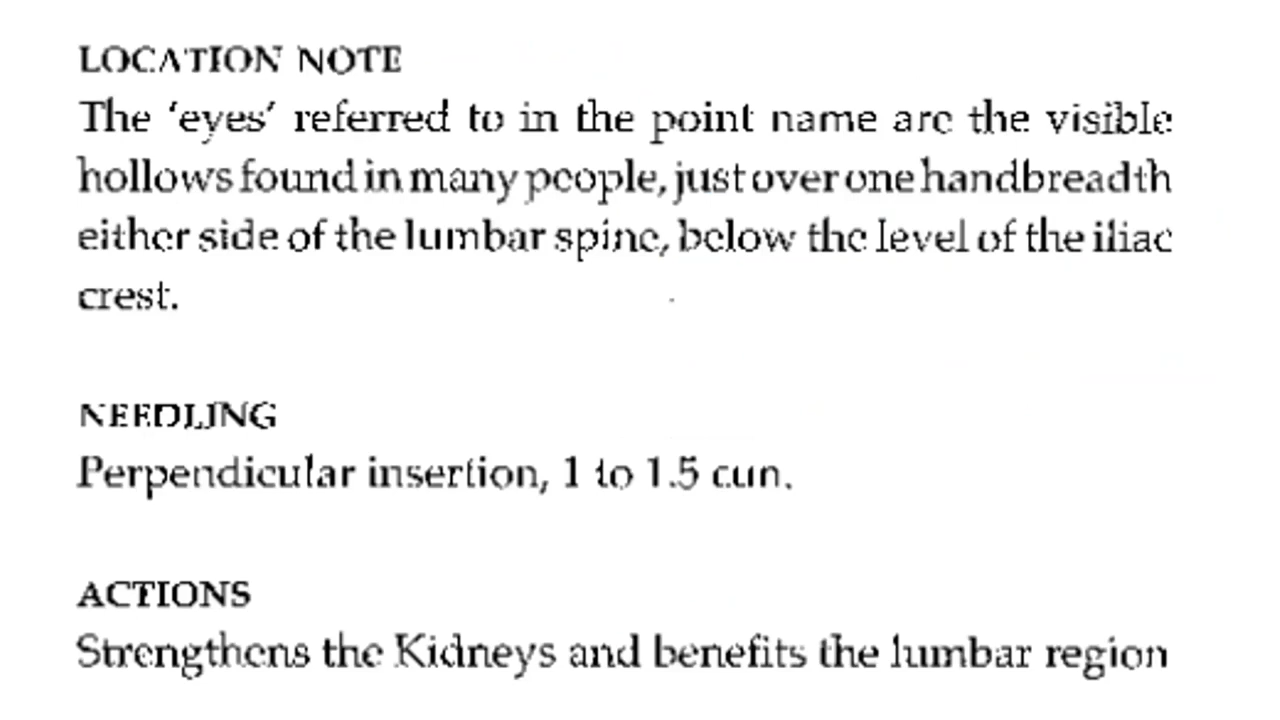 LOCATION NOTE
The ‘eyes’ referred to in the point name are the visible
hollows found in many people, just over one handbreadth
either side of the lumbar spine, below the level of the iliac
crest.
NEEDLING
Perpendicular insertion, 1 to 1.5 cun.
ACTIONS
Strengthens the Kidneys and benefits the lumbar region